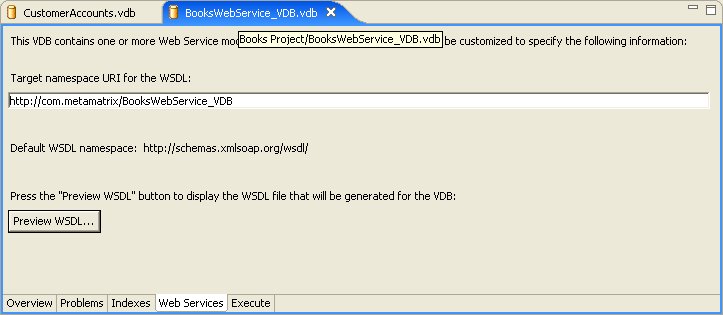 CustomerAccounts.vdb BooksWebService_VDB.vdb
This VDB contains one or more Web Service mod Books Project/BooksWebService_VDB.vdb be customized to specify the following information:
Target namespace URI for the WSDL:
http://com.metamatrix/BooksWebService_VDB
Default WSDL namespace: http://schemas.xmlsoap.org/wsdl/
Press the "Preview WSDL" button to display the WSDL file that will be generated for the VDB:
Preview WSDL...
Overview Problems Indexes Web Services Execute